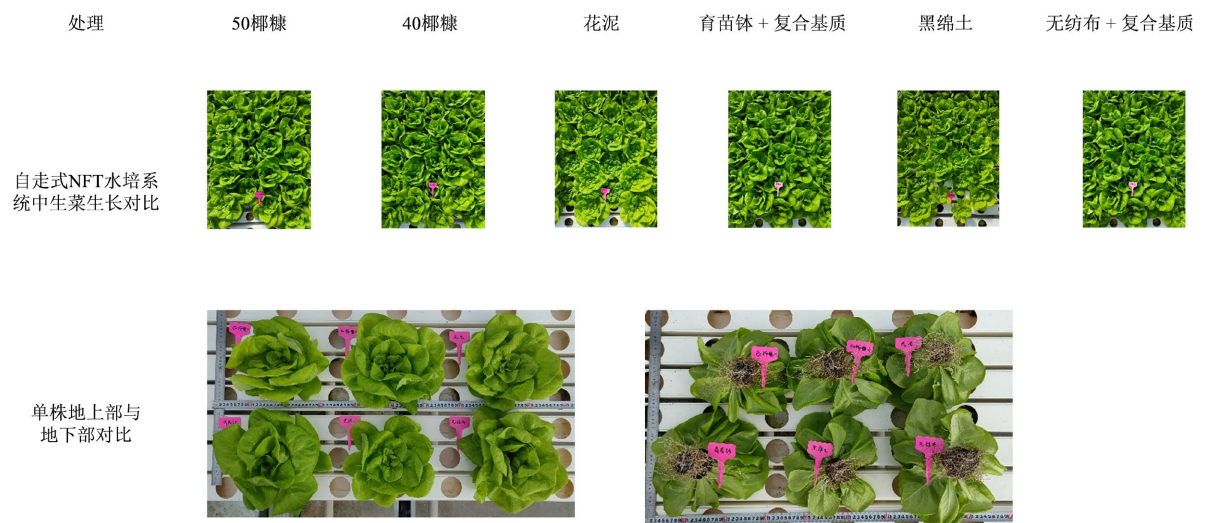 处理 50椰糠 40椰糠 花泥 育苗钵 + 复合基质 黑绵土 无纺布 + 复合基质
自走式NFT水培系
统中生菜生长对比
单株地上部与
地下部对比